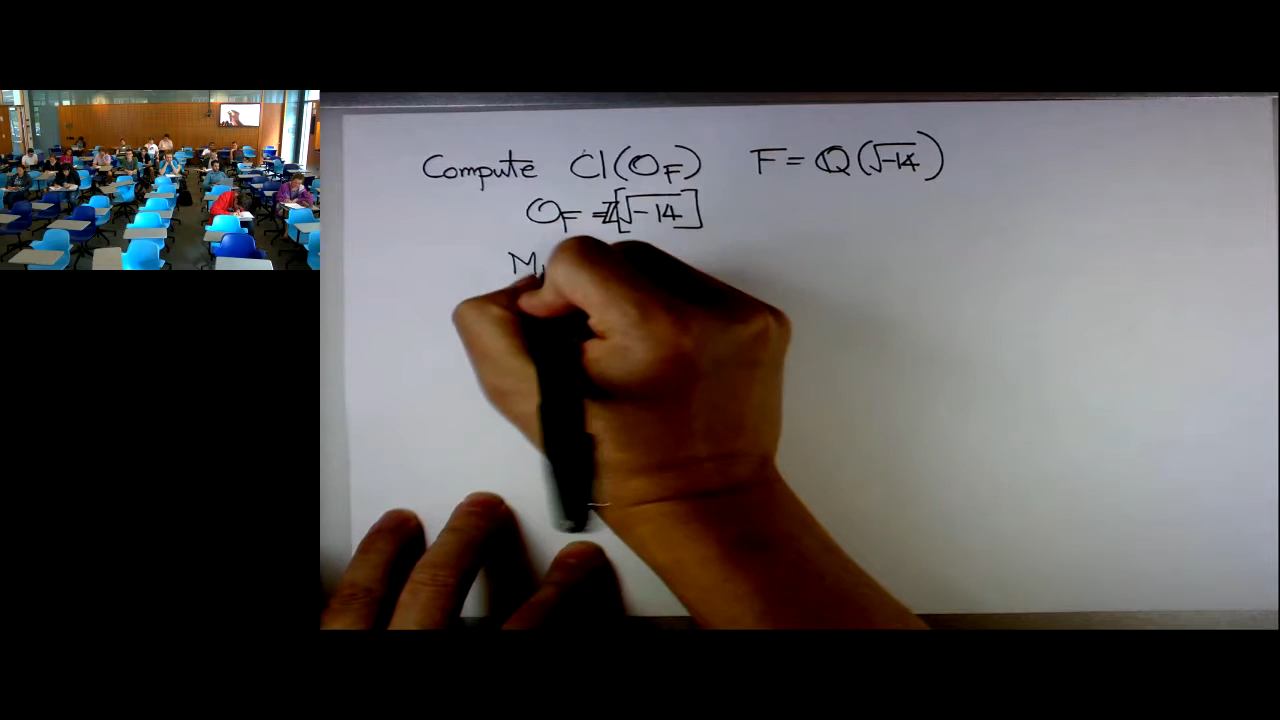 Compute Cl(O_F) F = ℚ(√-14)
O_F = ℤ[√-14]